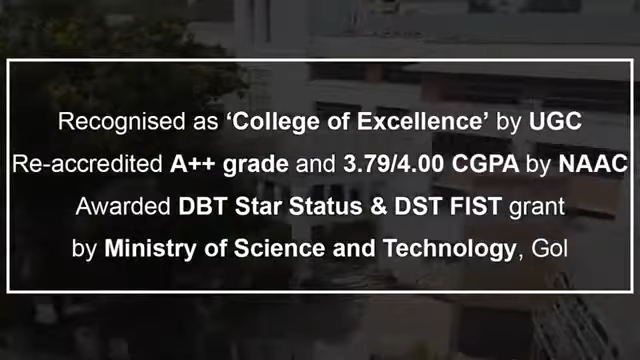 Recognised as ‘College of Excellence’ by UGC
Re-accredited A++ grade and 3.79/4.00 CGPA by NAAC
Awarded DBT Star Status & DST FIST grant
by Ministry of Science and Technology, GoI